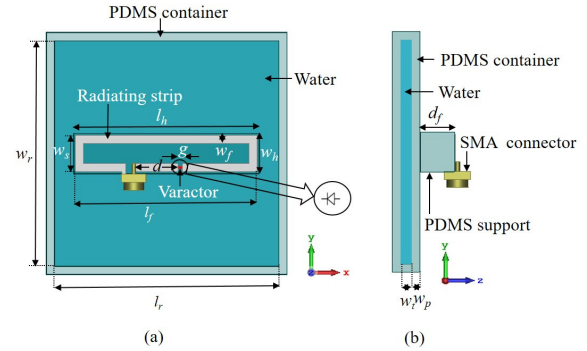 PDMS container
Water
Radiating strip
l_h
w_r
w_s
w_f
w_h
d
g
Varactor
l_f
l_r
y
x
z
(a)
PDMS container
Water
d_f
SMA connector
PDMS support
y
x
z
w_t
w_p
(b)